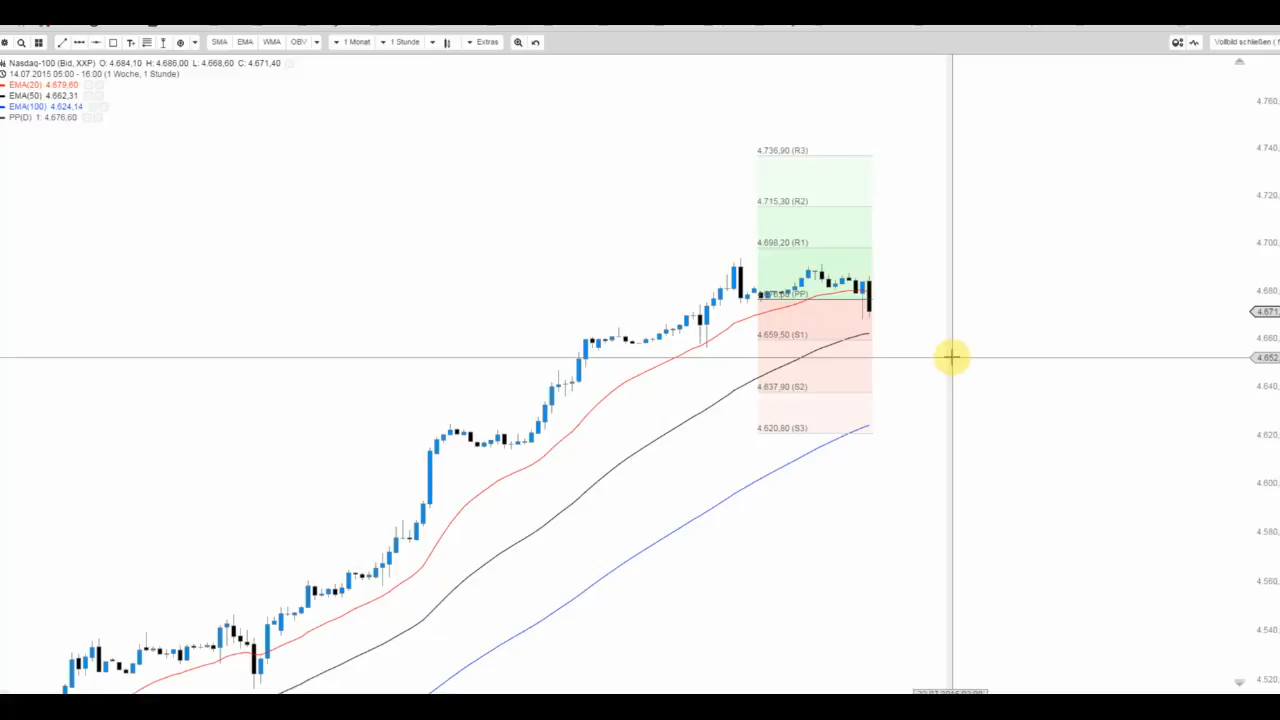 SMA EMA WMA OBV 1 Monat 1 Stunde Extras
Vollbild schließen (
Nasdaq-100 (Bid, XXP) O: 4.684,10 H: 4.686,00 L: 4.668,60 C: 4.671,40
14.07.2015 05:00 - 16:00 (1 Woche, 1 Stunde)
EMA(20) 4.679,60
EMA(50) 4.662,31
EMA(100) 4.624,14
PP(D) 1: 4.676,60
4.736,90 (R3)
4.715,30 (R2)
4.698,20 (R1)
(PP)
4.659,50 (S1)
4.637,90 (S2)
4.620,80 (S3)
4.760,
4.740,
4.720,
4.700,
4.680,
4.671,
4.660,
4.652,
4.640,
4.620,
4.600,
4.580,
4.560,
4.540,
4.520,